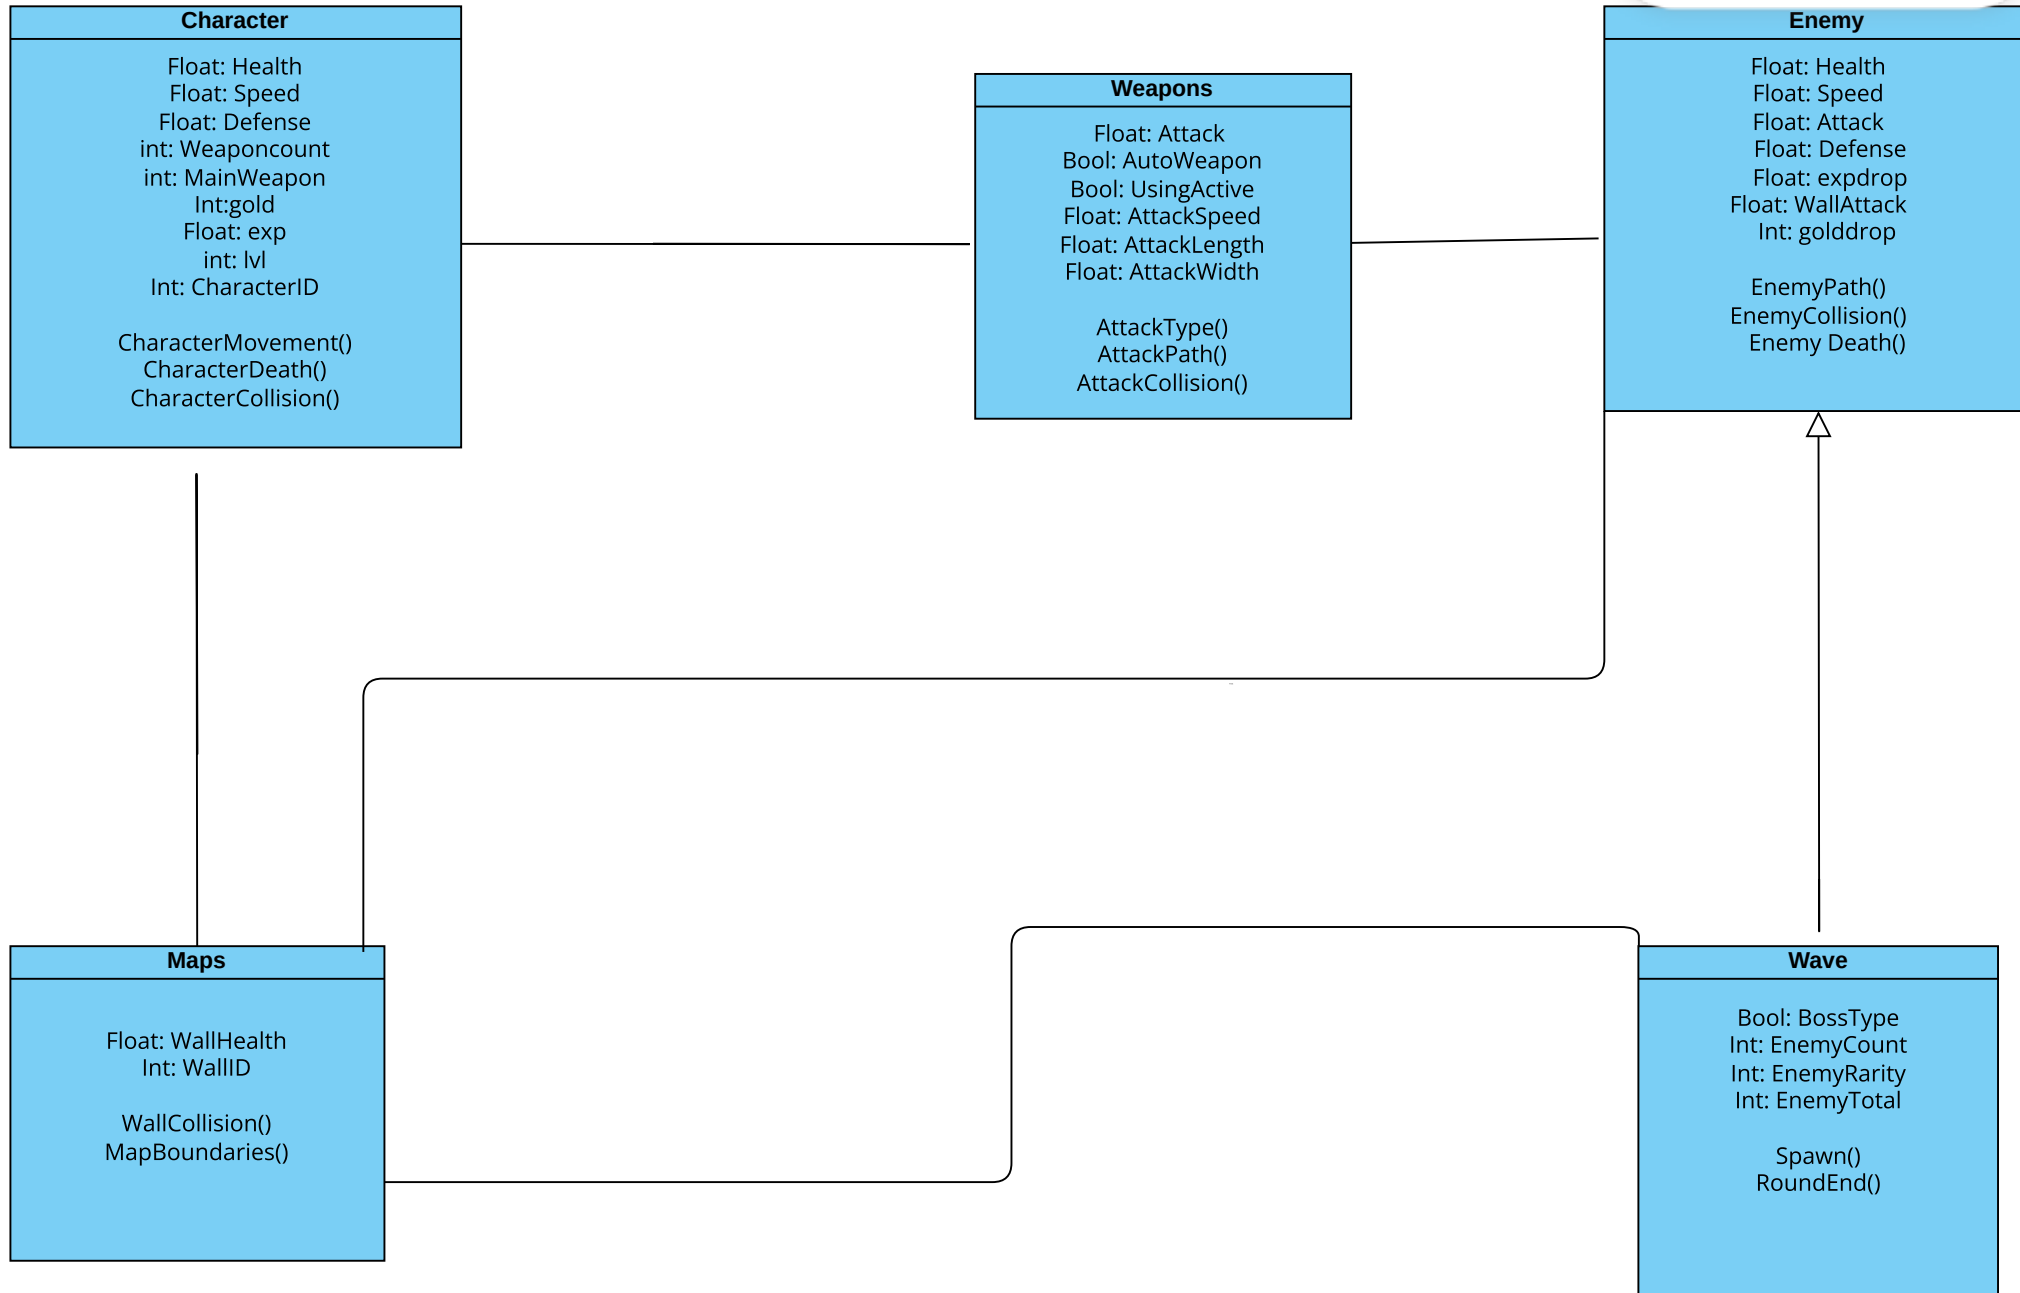 Character
Float: Health
Float: Speed
Float: Defense
int: Weaponcount
int: MainWeapon
Int:gold
Float: exp
int: lvl
Int: CharacterID
CharacterMovement()
CharacterDeath()
CharacterCollision()
Weapons
Float: Attack
Bool: AutoWeapon
Bool: UsingActive
Float: AttackSpeed
Float: AttackLength
Float: AttackWidth
AttackType()
AttackPath()
AttackCollision()
Enemy
Float: Health
Float: Speed
Float: Attack
Float: Defense
Float: expdrop
Float: WallAttack
Int: golddrop
EnemyPath()
EnemyCollision()
Enemy Death()
Maps
Float: WallHealth
Int: WallID
WallCollision()
MapBoundaries()
Wave
Bool: BossType
Int: EnemyCount
Int: EnemyRarity
Int: EnemyTotal
Spawn()
RoundEnd()